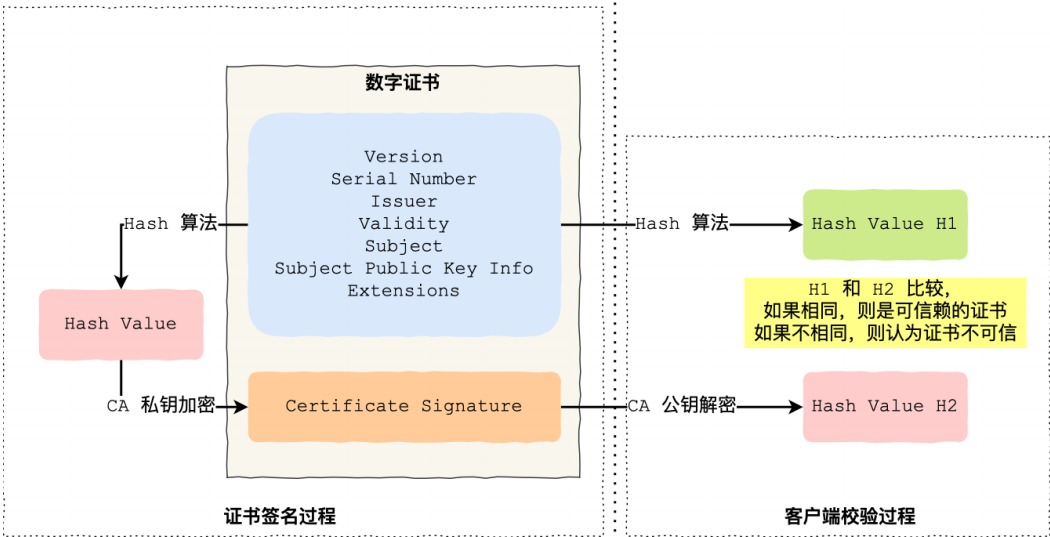 数字证书
Version
Serial Number
Issuer
Validity
Subject
Subject Public Key Info
Extensions
Hash 算法
Hash Value
CA 私钥加密
Certificate Signature
证书签名过程
Hash 算法
Hash Value H1
H1 和 H2 比较,
如果相同，则是可信赖的证书
如果不相同，则认为证书不可信
CA 公钥解密
Hash Value H2
客户端校验过程